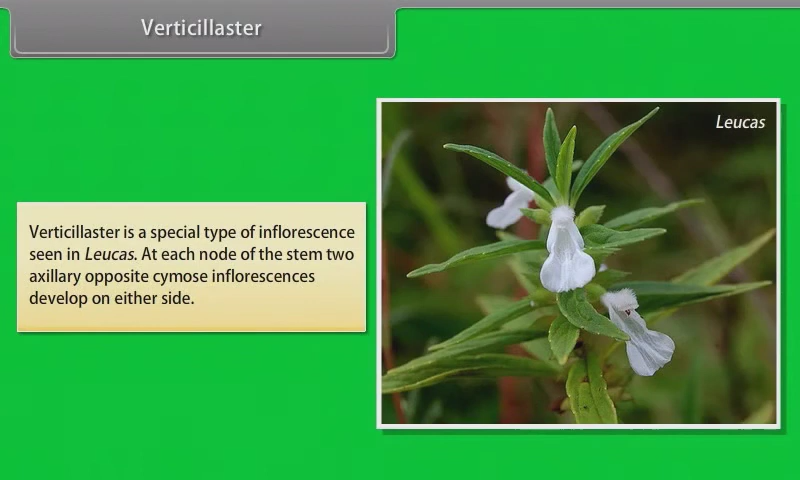 Verticillaster
Leucas
Verticillaster is a special type of inflorescence
seen in Leucas. At each node of the stem two
axillary opposite cymose inflorescences
develop on either side.